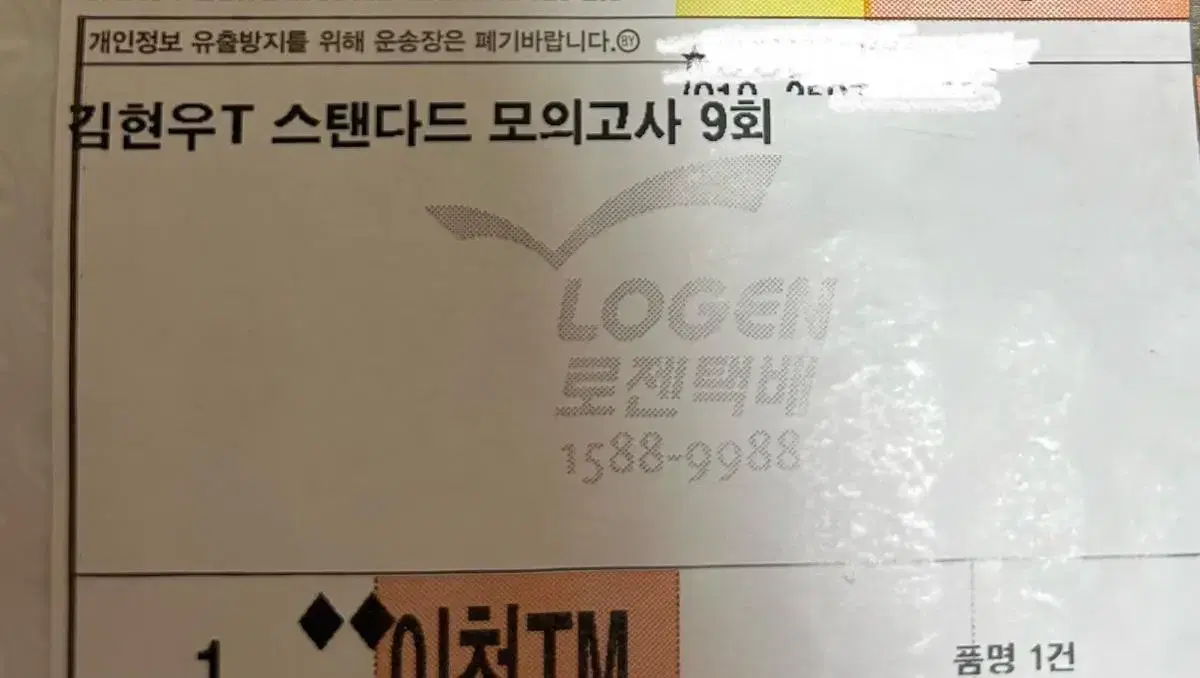 개인정보 유출방지를 위해 운송장은 폐기바랍니다.BY
김현우T 스탠다드 모의고사 9회
LOGEN
로젠택배
1588-9988
1 ◆◆이천TM
품명 1건